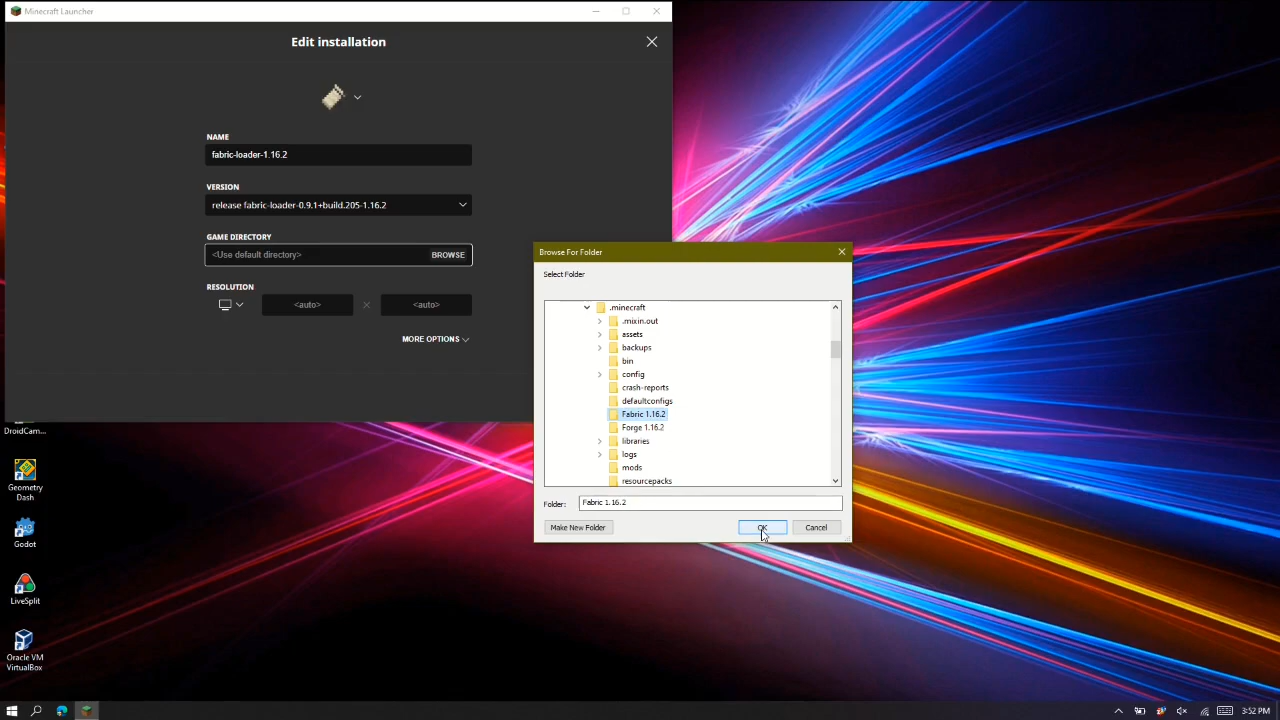 Minecraft Launcher
Edit installation
NAME
fabric-loader-1.16.2
VERSION
release fabric-loader-0.9.1+build.205-1.16.2
GAME DIRECTORY
<Use default directory>
BROWSE
RESOLUTION
<auto>
<auto>
MORE OPTIONS
Browse For Folder
Select Folder
.minecraft
.mixin.out
assets
backups
bin
config
crash-reports
defaultconfigs
Fabric 1.16.2
Forge 1.16.2
libraries
logs
mods
resourcepacks
Folder:
Fabric 1.16.2
Make New Folder
OK
Cancel
DroidCam...
Geometry
Dash
Godot
LiveSplit
Oracle VM
VirtualBox
3:52 PM